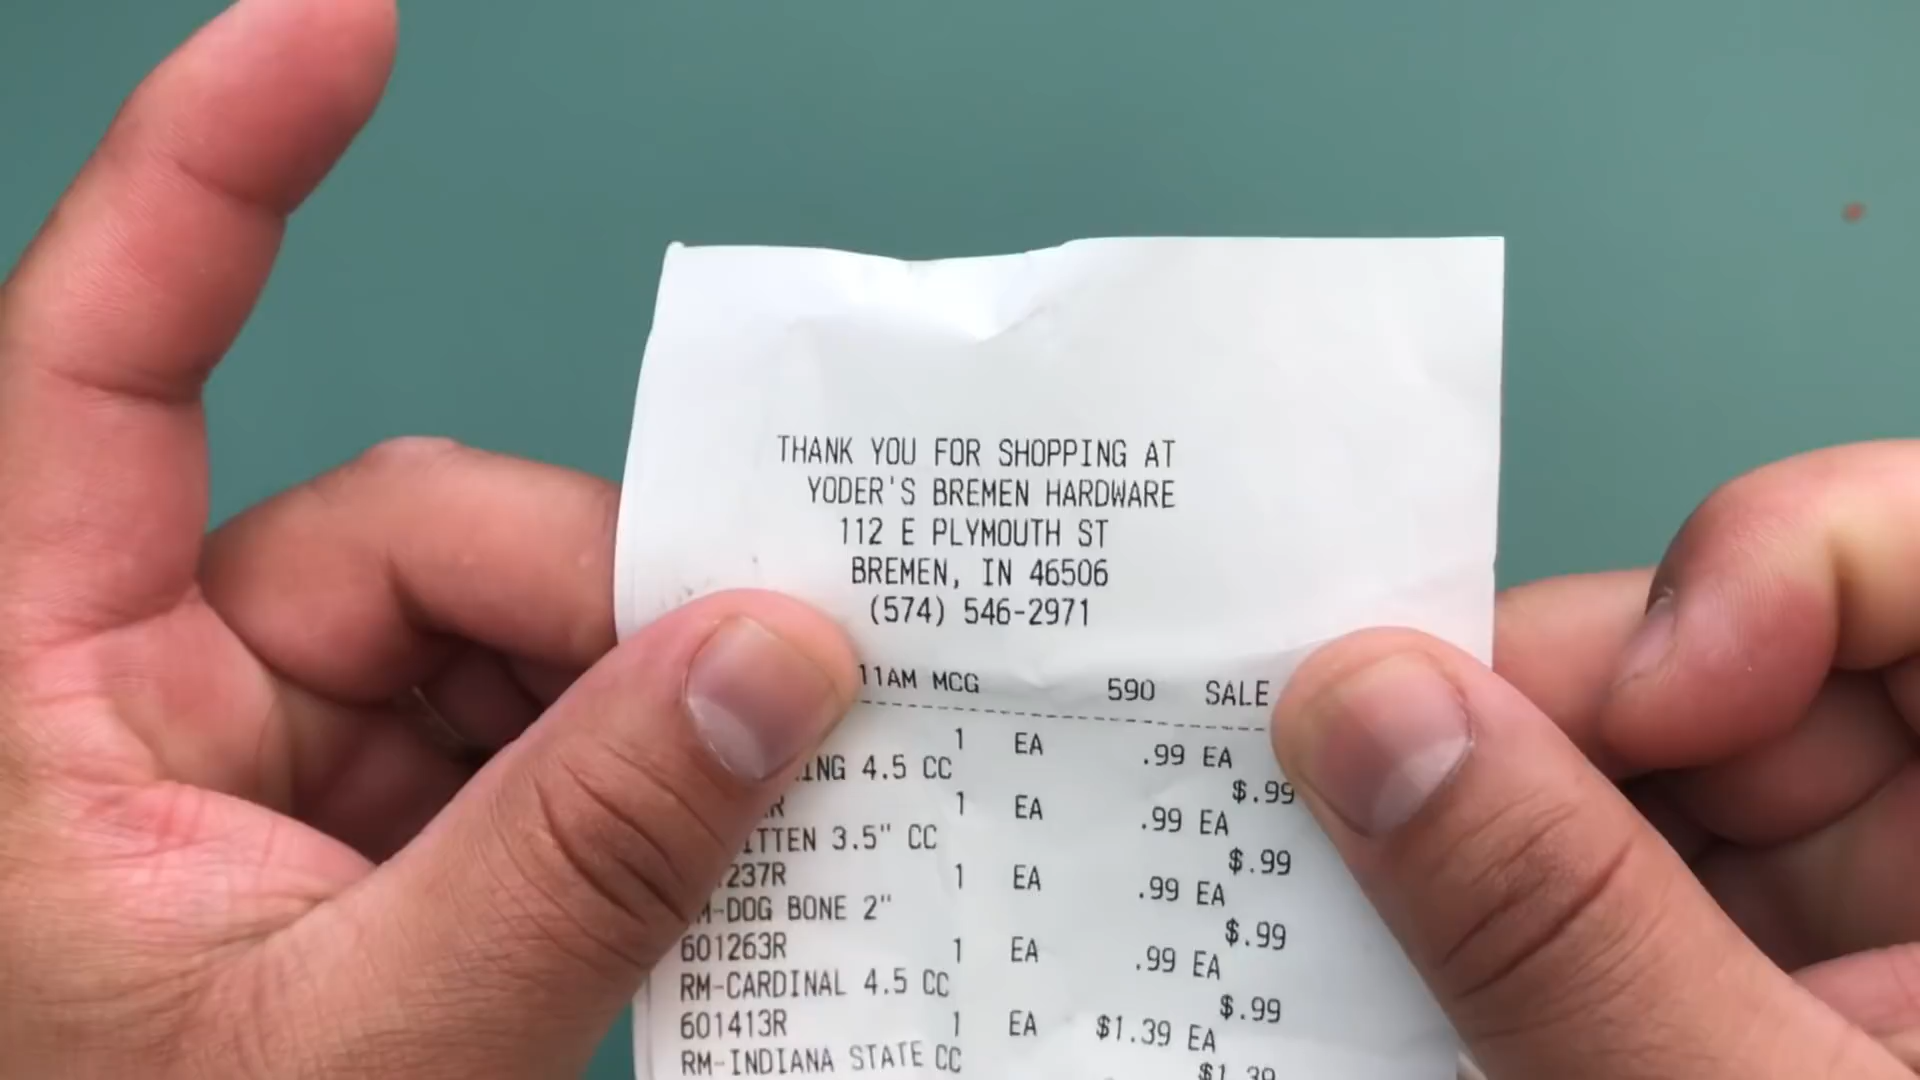 THANK YOU FOR SHOPPING AT
YODER'S BREMEN HARDWARE
112 E PLYMOUTH ST
BREMEN, IN 46506
(574) 546-2971
11AM MCG 590 SALE
1 EA .99 EA
4.5 CC $.99
1 EA .99 EA
3.5" CC $.99
237R 1 EA .99 EA
M-DOG BONE 2" $.99
601263R 1 EA .99 EA
RM-CARDINAL 4.5 CC $.99
601413R 1 EA $1.39 EA
RM-INDIANA STATE CC $1.39